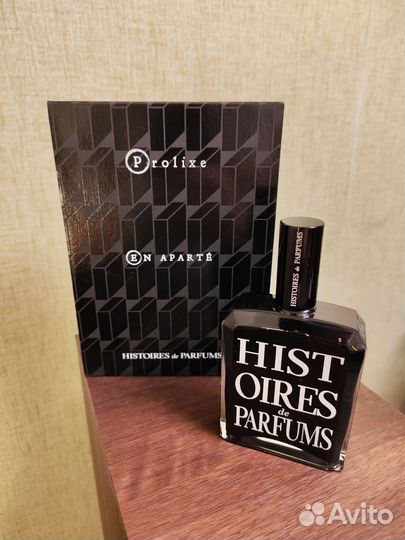 Prolixe
EN APARTÉ
HISTOIRES de PARFUMS
HISTOIRES de PARFUMS
HIST
OIRES
de
PARFUMS
Avito